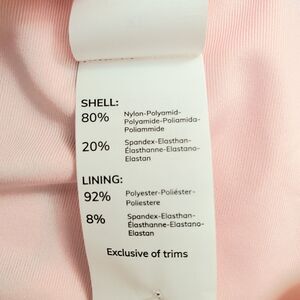 SHELL:
80% Nylon-Polyamid-
Polyamide-Poliamida-
Poliammide
20% Spandex-Elasthan-
Élasthanne-Elastano-
Elastan
LINING:
92% Polyester-Poliéster-
Poliestere
8% Spandex-Elasthan-
Élasthanne-Elastano-
Elastan
Exclusive of trims